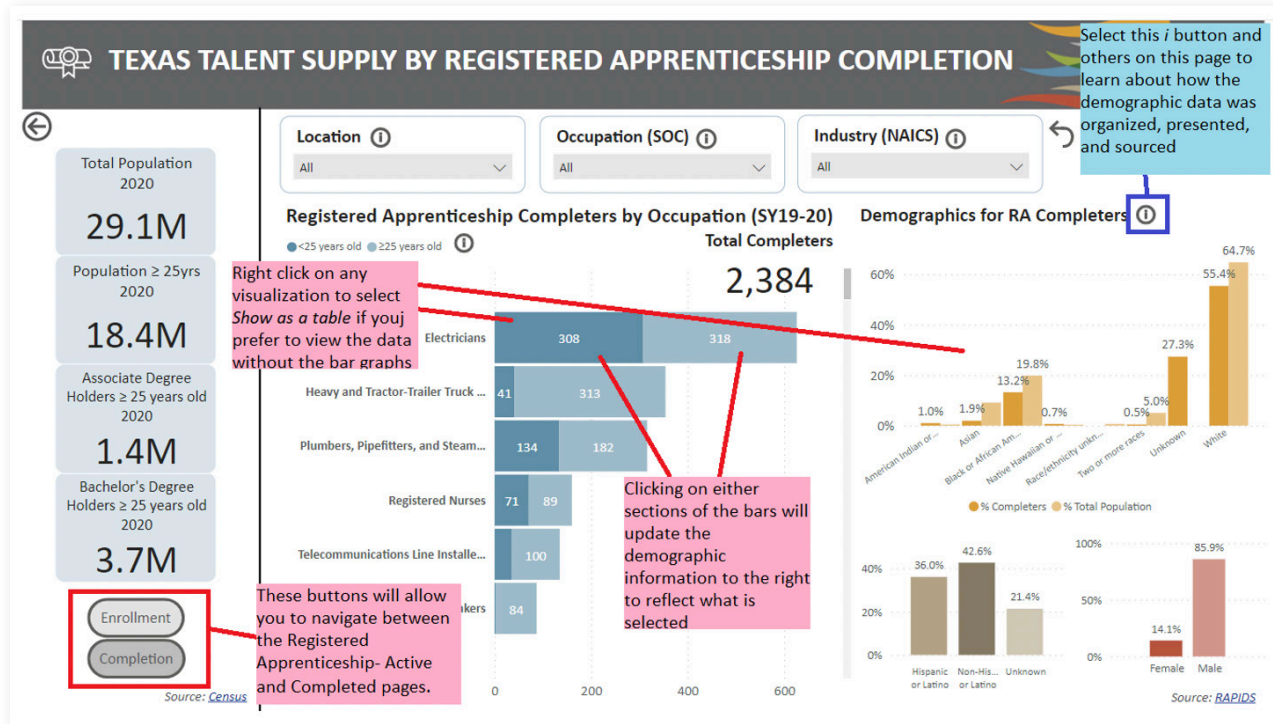 TEXAS TALENT SUPPLY BY REGISTERED APPRENTICESHIP COMPLETION
Select this i button and
others on this page to
learn about how the
demographic data was
organized, presented,
and sourced
Location
All
Occupation (SOC)
All
Industry (NAICS)
All
Total Population
2020
29.1M
Population ≥ 25yrs
2020
18.4M
Associate Degree
Holders ≥ 25 years old
2020
1.4M
Bachelor's Degree
Holders ≥ 25 years old
2020
3.7M
Enrollment
Completion
Source: Census
Registered Apprenticeship Completers by Occupation (SY19-20)
<25 years old ≥25 years old
Total Completers
2,384
Right click on any
visualization to select
Show as a table if youj
prefer to view the data
without the bar graphs
Electricians 308 318
Heavy and Tractor-Trailer Truck ... 41 313
Plumbers, Pipefitters, and Steam... 134 182
Registered Nurses 71 89
Telecommunications Line Installe... 100
84
0 200 400 600
Clicking on either
sections of the bars will
update the
demographic
information to the right
to reflect what is
selected
These buttons will allow
you to navigate between
the Registered
Apprenticeship- Active
and Completed pages.
Demographics for RA Completers
60%
40%
20%
0%
1.0% 1.9% 13.2% 19.8% 0.7% 0.5% 5.0% 27.3% 55.4% 64.7%
American Indian or...
Asian
Black or African Am...
Native Hawaiian or ...
Race/ethnicity unkn...
Two or more races
Unknown
White
% Completers % Total Population
40%
20%
0%
36.0% 42.6% 21.4%
Hispanic
or Latino
Non-His...
or Latino
Unknown
100%
50%
0%
14.1% 85.9%
Female Male
Source: RAPIDS